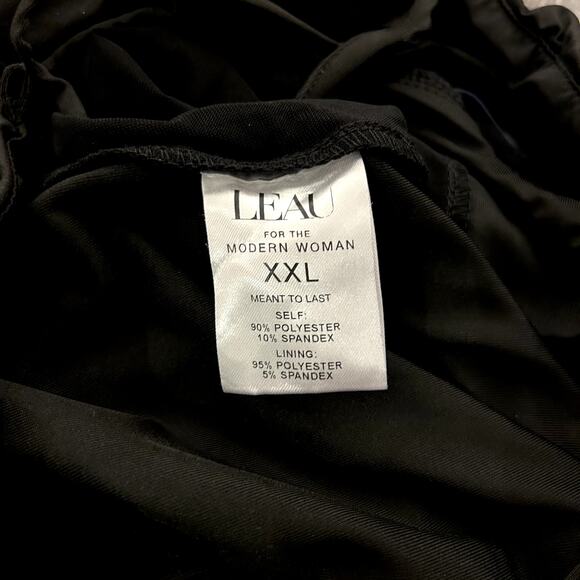 LEAU
FOR THE
MODERN WOMAN
XXL
MEANT TO LAST
SELF:
90% POLYESTER
10% SPANDEX
LINING:
95% POLYESTER
5% SPANDEX